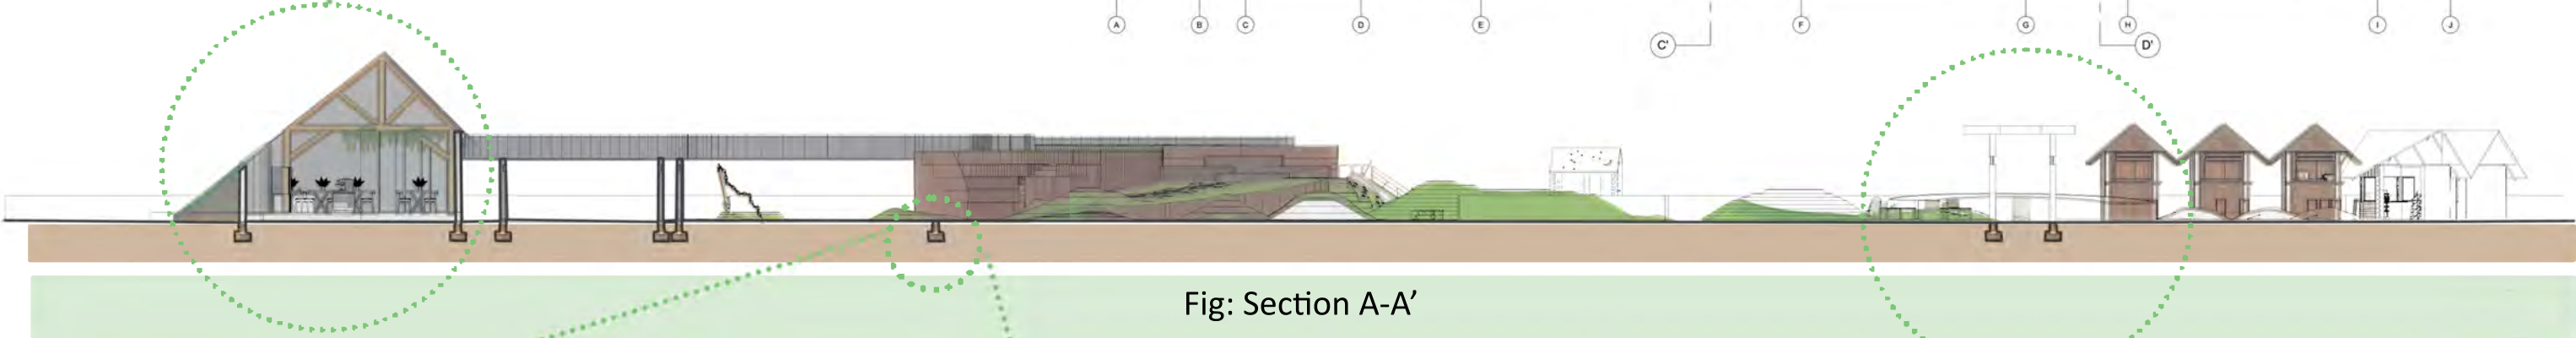 A B C D E F G H I J
C' D'
Fig: Section A-A’